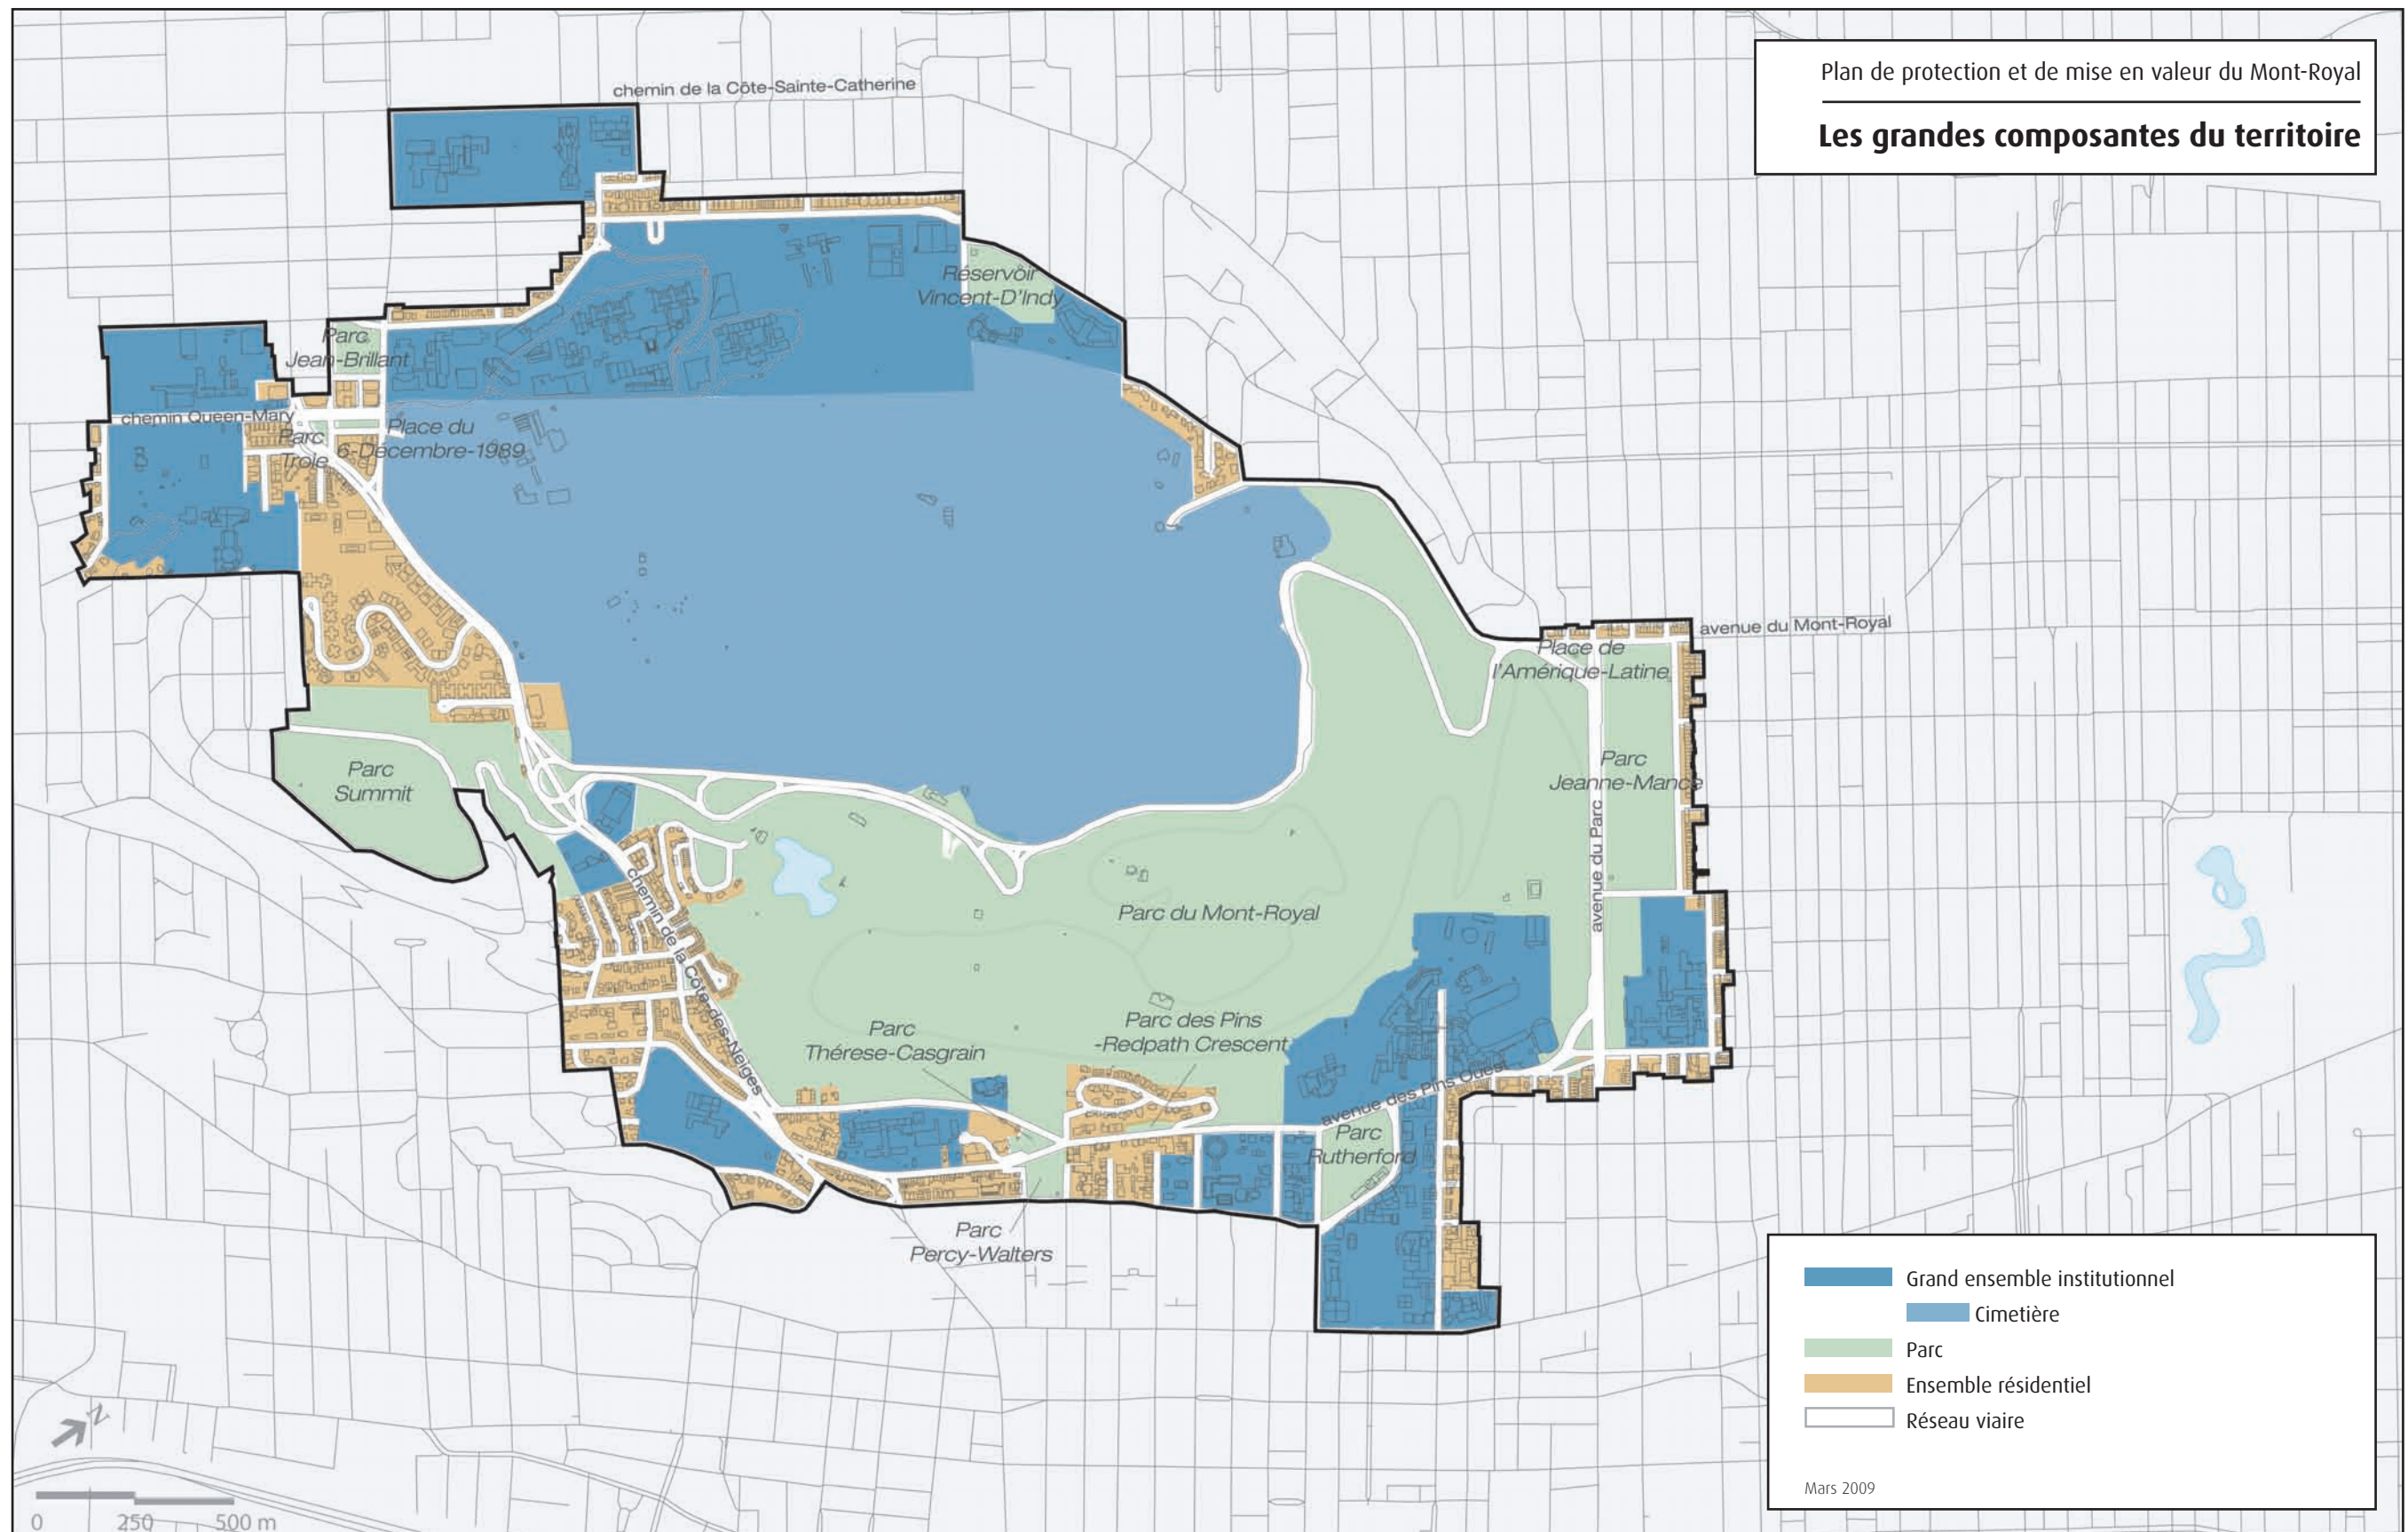 Plan de protection et de mise en valeur du Mont-Royal
Les grandes composantes du territoire
chemin de la Côte-Sainte-Catherine
Réservoir
Vincent-D'Indy
Parc
Jean-Brillant
chemin Queen-Mary
Parc
Troie
Place du
6-Décembre-1989
avenue du Mont-Royal
Place de
l'Amérique-Latine
Parc
Summit
Parc
Jeanne-Mance
avenue du Parc
chemin de la Côte-des-Neiges
Parc du Mont-Royal
Parc
Thérese-Casgrain
Parc des Pins
-Redpath Crescent
avenue des Pins Ouest
Parc
Rutherford
Parc
Percy-Walters
Grand ensemble institutionnel
Cimetière
Parc
Ensemble résidentiel
Réseau viaire
Mars 2009
N
0 250 500 m